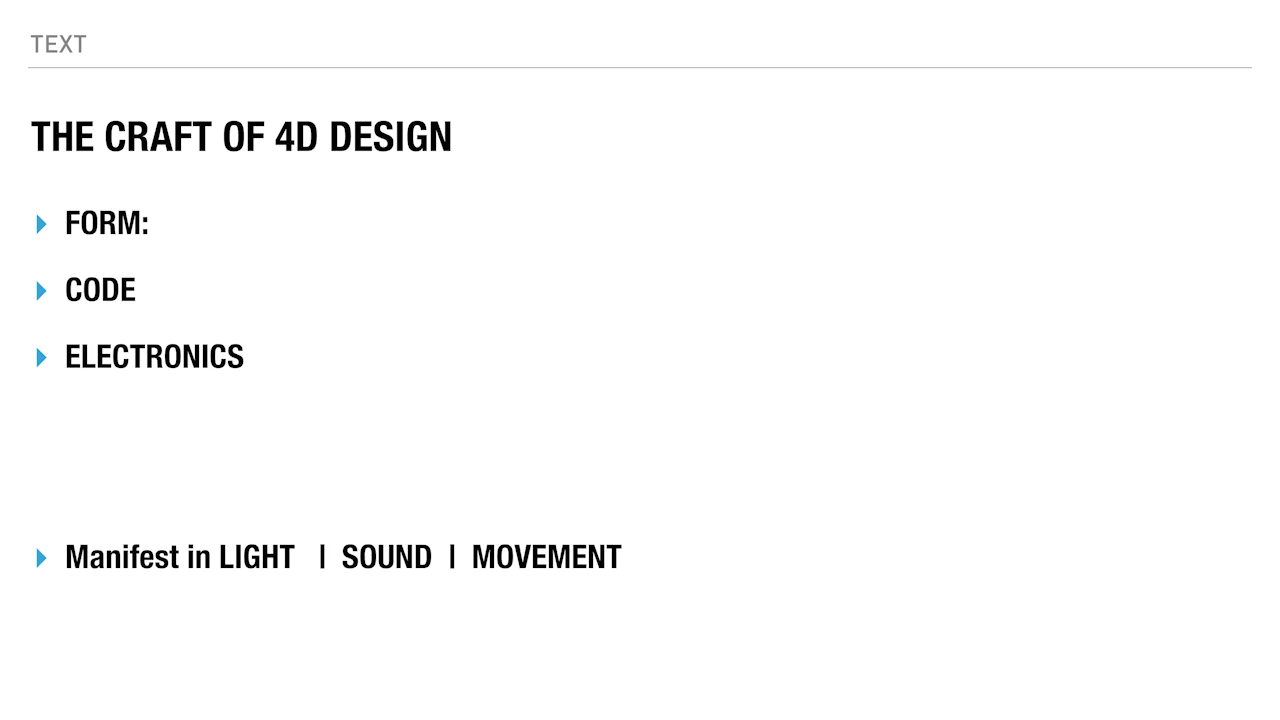 TEXT
THE CRAFT OF 4D DESIGN
FORM:
CODE
ELECTRONICS
Manifest in LIGHT | SOUND | MOVEMENT